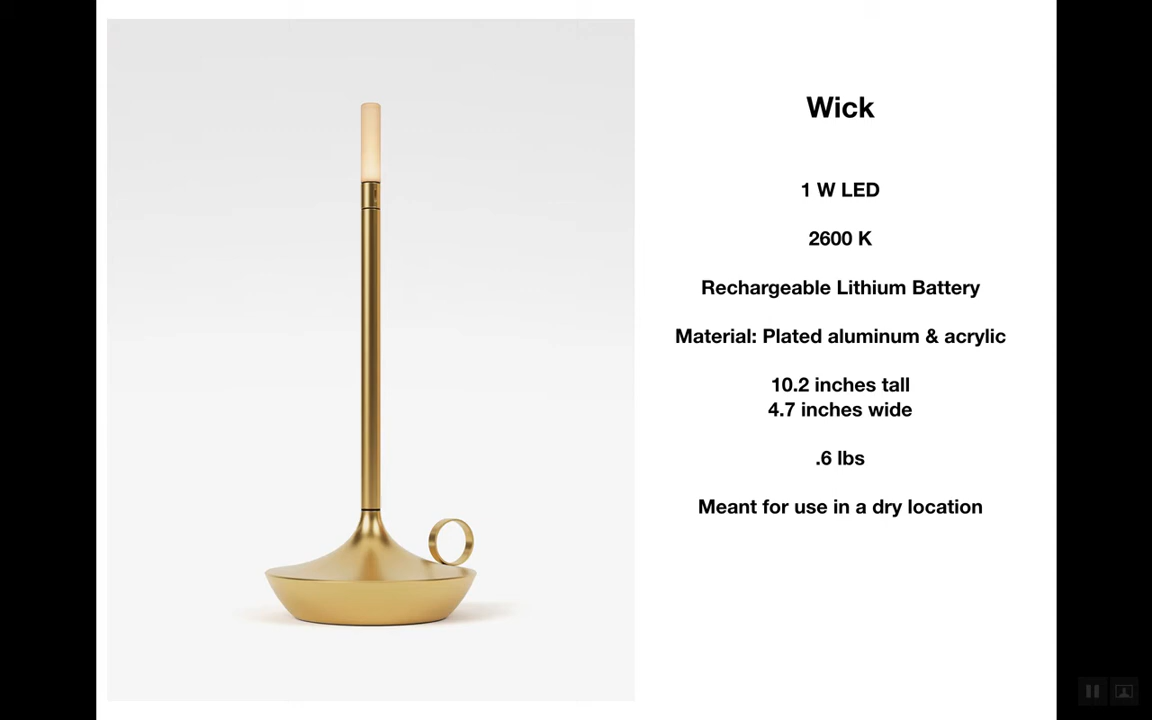 Wick
1 W LED
2600 K
Rechargeable Lithium Battery
Material: Plated aluminum & acrylic
10.2 inches tall
4.7 inches wide
.6 lbs
Meant for use in a dry location